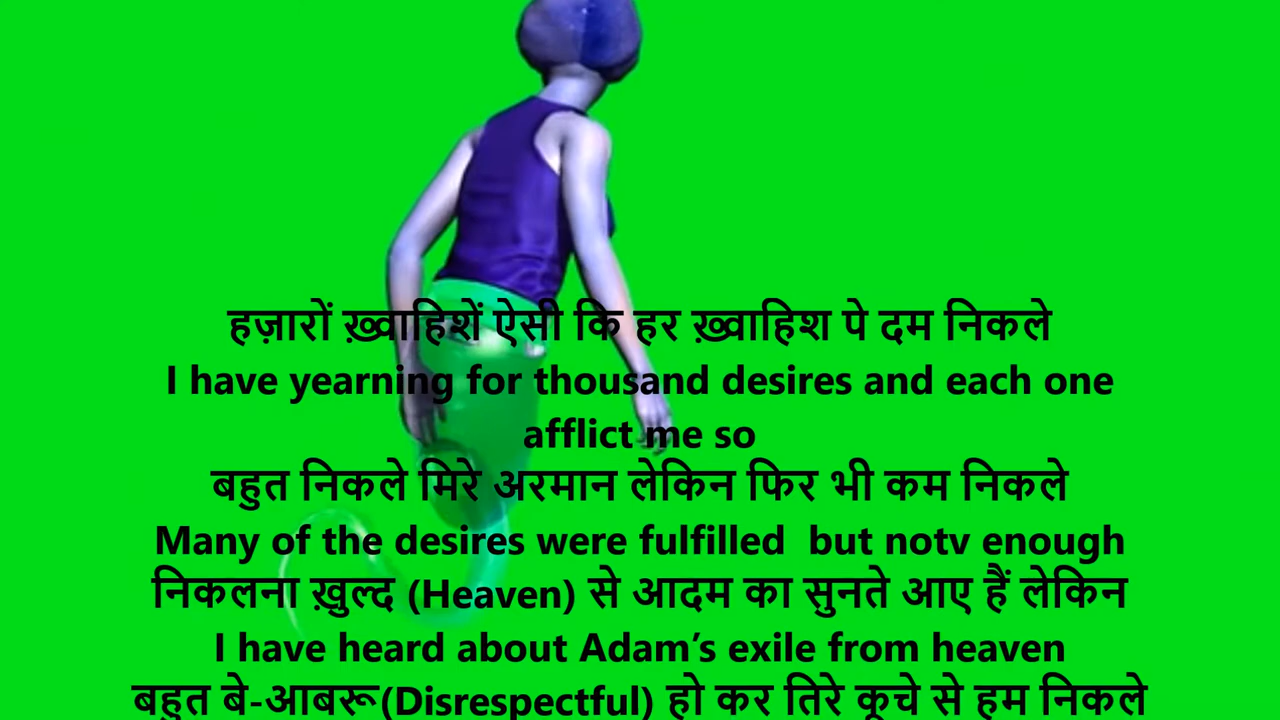 हज़ारों ख़्वाहिशें ऐसी कि हर ख़्वाहिश पे दम निकले
I have yearning for thousand desires and each one
afflict me so
बहुत निकले मिरे अरमान लेकिन फिर भी कम निकले
Many of the desires were fulfilled  but notv enough
निकलना ख़ुल्द (Heaven) से आदम का सुनते आए हैं लेकिन
I have heard about Adam’s exile from heaven
बहुत बे-आबरू(Disrespectful) हो कर तिरे कूचे से हम निकले